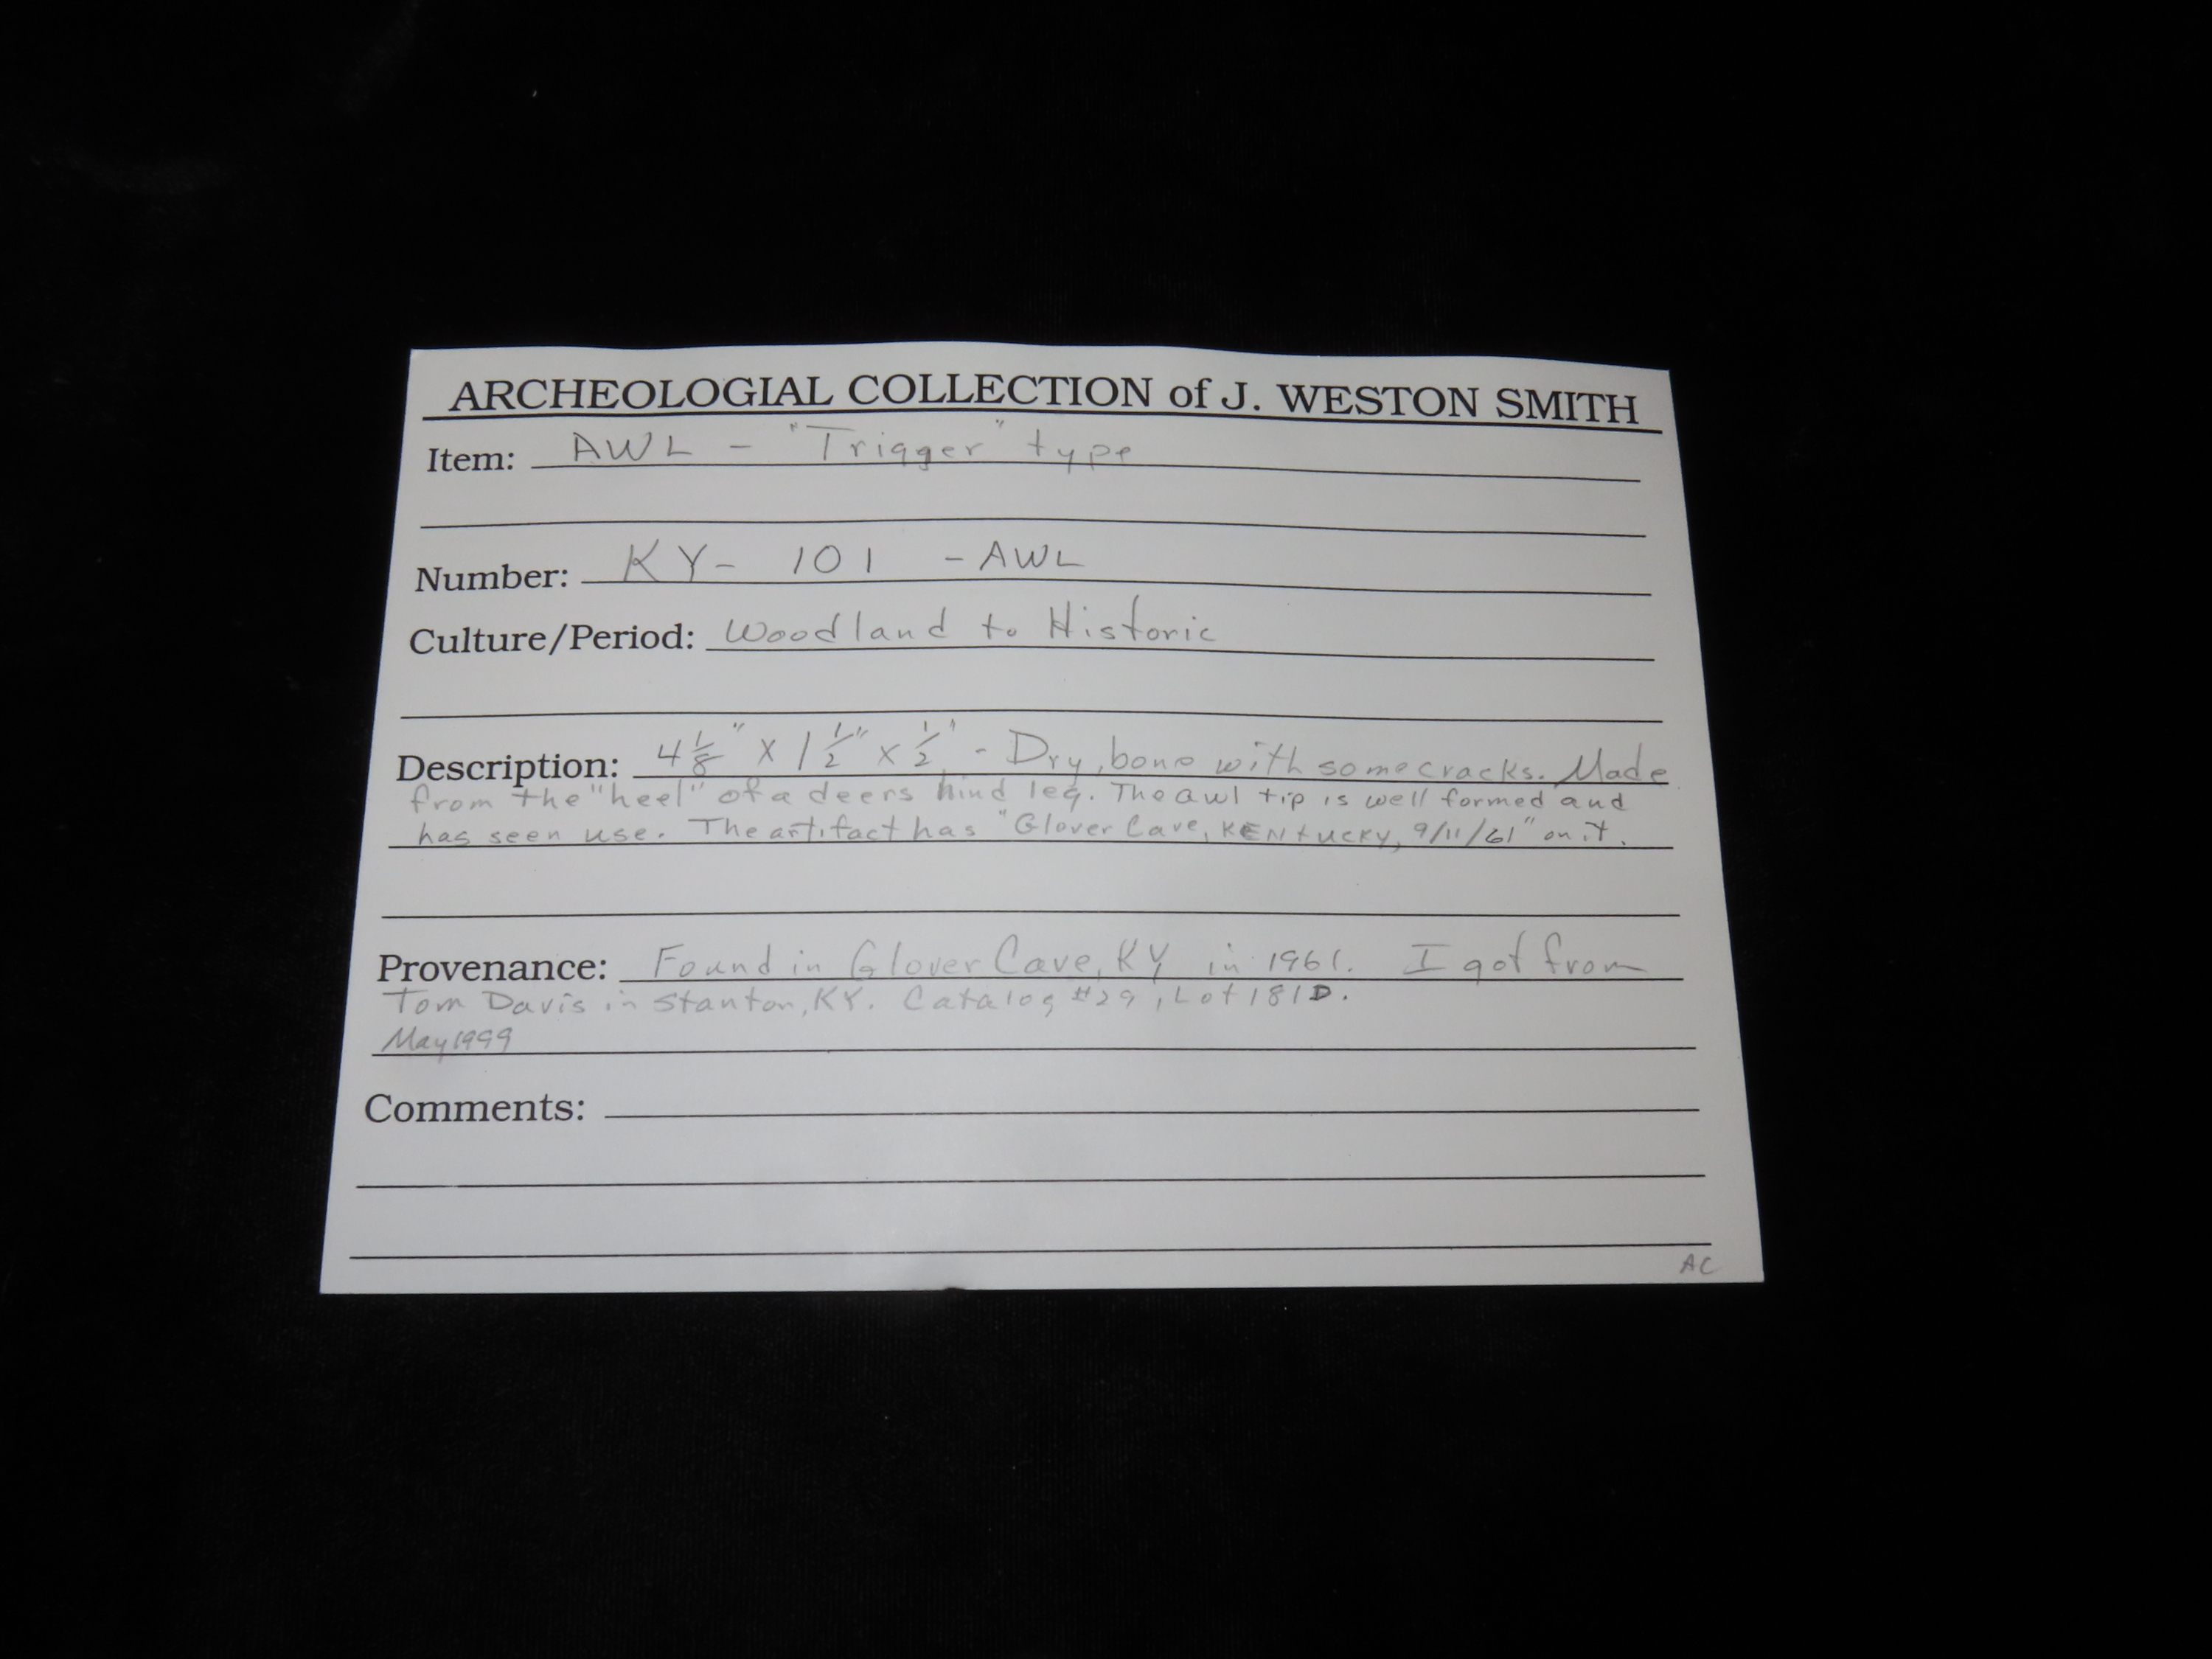 ARCHEOLOGIAL COLLECTION of J. WESTON SMITH
Item: AWL - "Trigger" type
Number: KY- 101 - AWL
Culture/Period: Woodland to Historic
Description: 4 1/8" x 1 1/2" x 1/2" - Dry, bone with some cracks. Made
from the "heel" of a deers hind leg. The awl tip is well formed and
has seen use. The artifact has "Glover Cave, KENtucky, 9/11/61" on it.
Provenance: Found in Glover Cave, KY in 1961. I got from
Tom Davis in Stanton, KY. Catalog #29, Lot 181D.
May 1999
Comments:
AC